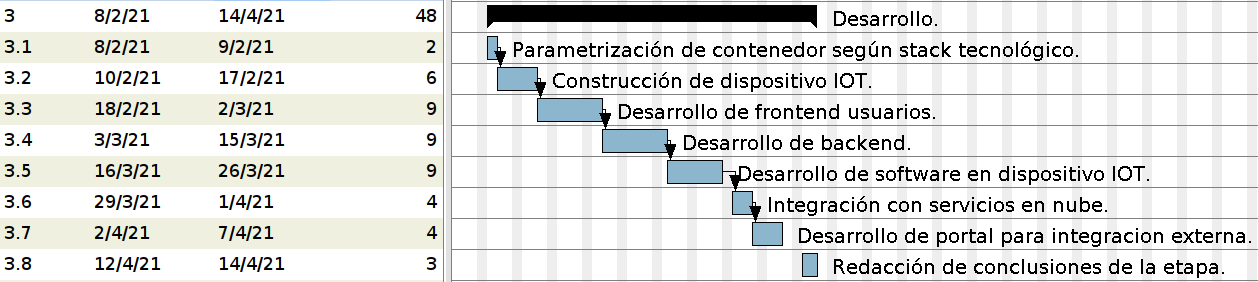 3 8/2/21 14/4/21 48 Desarrollo.
3.1 8/2/21 9/2/21 2 Parametrización de contenedor según stack tecnológico.
3.2 10/2/21 17/2/21 6 Construcción de dispositivo IOT.
3.3 18/2/21 2/3/21 9 Desarrollo de frontend usuarios.
3.4 3/3/21 15/3/21 9 Desarrollo de backend.
3.5 16/3/21 26/3/21 9 Desarrollo de software en dispositivo IOT.
3.6 29/3/21 1/4/21 4 Integración con servicios en nube.
3.7 2/4/21 7/4/21 4 Desarrollo de portal para integracion externa.
3.8 12/4/21 14/4/21 3 Redacción de conclusiones de la etapa.